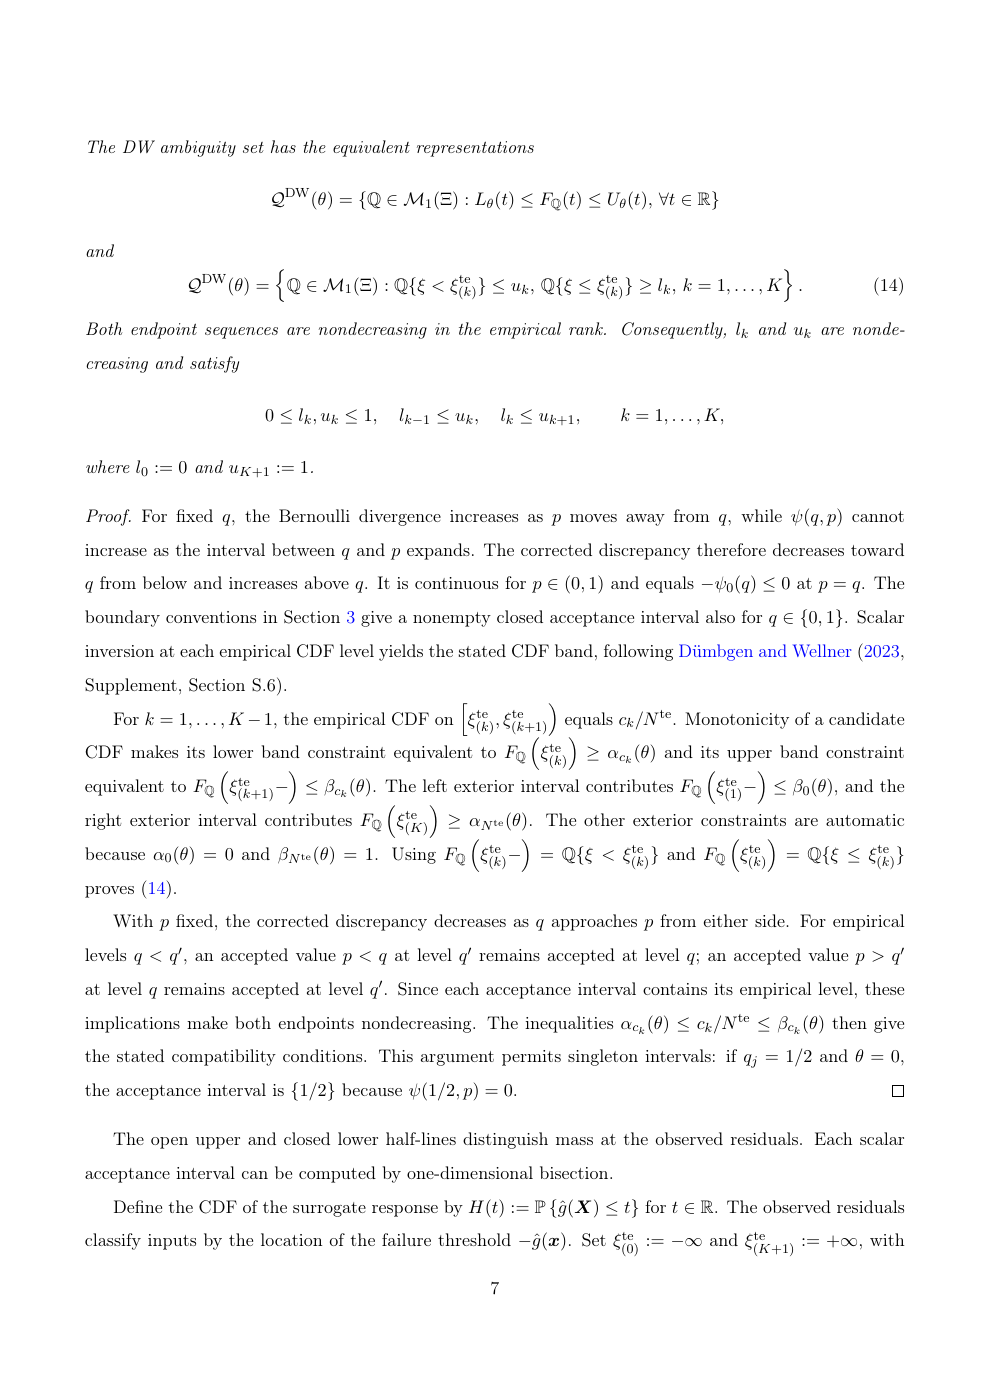 The DW ambiguity set has the equivalent representations
𝒬^DW(θ) = {ℚ ∈ ℳ₁(Ξ) : L_θ(t) ≤ F_ℚ(t) ≤ U_θ(t), ∀t ∈ ℝ}
and
𝒬^DW(θ) = {ℚ ∈ ℳ₁(Ξ) : ℚ{ξ < ξ^te_(k)} ≤ u_k, ℚ{ξ ≤ ξ^te_(k)} ≥ l_k, k = 1, . . . , K} . (14)
Both endpoint sequences are nondecreasing in the empirical rank. Consequently, l_k and u_k are nonde-
creasing and satisfy
0 ≤ l_k, u_k ≤ 1, l_{k−1} ≤ u_k, l_k ≤ u_{k+1}, k = 1, . . . , K,
where l_0 := 0 and u_{K+1} := 1.
Proof. For fixed q, the Bernoulli divergence increases as p moves away from q, while ψ(q, p) cannot
increase as the interval between q and p expands. The corrected discrepancy therefore decreases toward
q from below and increases above q. It is continuous for p ∈ (0, 1) and equals −ψ_0(q) ≤ 0 at p = q. The
boundary conventions in Section 3 give a nonempty closed acceptance interval also for q ∈ {0, 1}. Scalar
inversion at each empirical CDF level yields the stated CDF band, following Dümbgen and Wellner (2023,
Supplement, Section S.6).
For k = 1, . . . , K − 1, the empirical CDF on [ξ^te_(k), ξ^te_(k+1)) equals c_k/N^te. Monotonicity of a candidate
CDF makes its lower band constraint equivalent to F_ℚ (ξ^te_(k)) ≥ α_{c_k}(θ) and its upper band constraint
equivalent to F_ℚ (ξ^te_(k+1)−) ≤ β_{c_k}(θ). The left exterior interval contributes F_ℚ (ξ^te_(1)−) ≤ β_0(θ), and the
right exterior interval contributes F_ℚ (ξ^te_(K)) ≥ α_{N^te}(θ). The other exterior constraints are automatic
because α_0(θ) = 0 and β_{N^te}(θ) = 1. Using F_ℚ (ξ^te_(k)−) = ℚ{ξ < ξ^te_(k)} and F_ℚ (ξ^te_(k)) = ℚ{ξ ≤ ξ^te_(k)}
proves (14).
With p fixed, the corrected discrepancy decreases as q approaches p from either side. For empirical
levels q < q′, an accepted value p < q at level q′ remains accepted at level q; an accepted value p > q′
at level q remains accepted at level q′. Since each acceptance interval contains its empirical level, these
implications make both endpoints nondecreasing. The inequalities α_{c_k}(θ) ≤ c_k/N^te ≤ β_{c_k}(θ) then give
the stated compatibility conditions. This argument permits singleton intervals: if q_j = 1/2 and θ = 0,
the acceptance interval is {1/2} because ψ(1/2, p) = 0. □
The open upper and closed lower half-lines distinguish mass at the observed residuals. Each scalar
acceptance interval can be computed by one-dimensional bisection.
Define the CDF of the surrogate response by H(t) := ℙ {ĝ(X) ≤ t} for t ∈ ℝ. The observed residuals
classify inputs by the location of the failure threshold −ĝ(x). Set ξ^te_(0) := −∞ and ξ^te_(K+1) := +∞, with
7